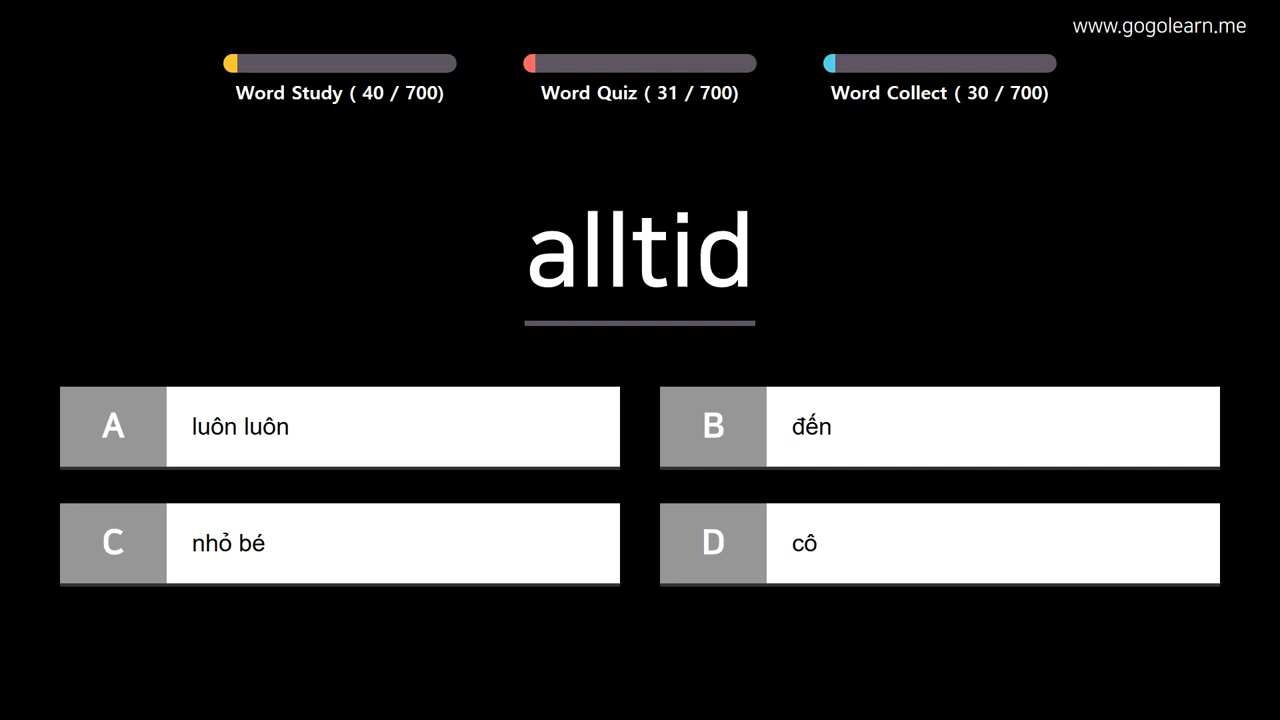 www.gogolearn.me
Word Study ( 40 / 700)
Word Quiz ( 31 / 700)
Word Collect ( 30 / 700)
alltid
A
luôn luôn
B
đến
C
nhỏ bé
D
cô